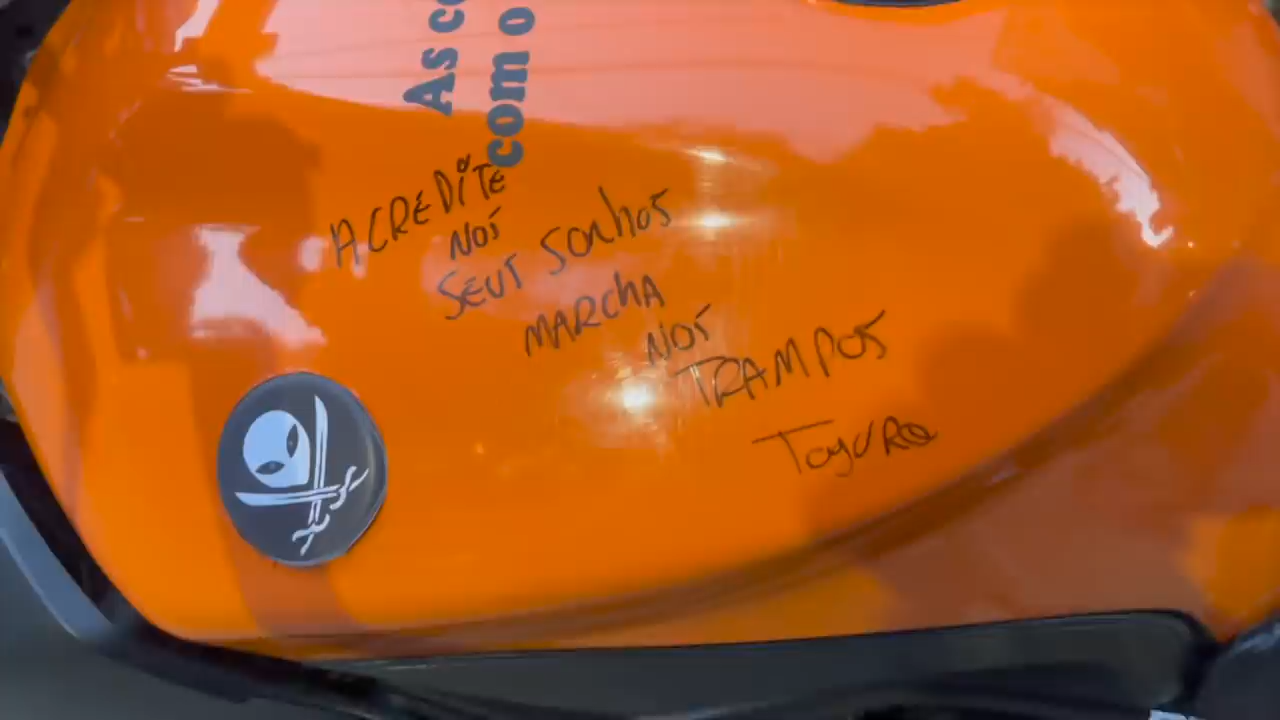 As co
com o
ACREDITE
NOS
SEUS SONHOS
MARCHA
NOS
TRAMPOS
Toguro